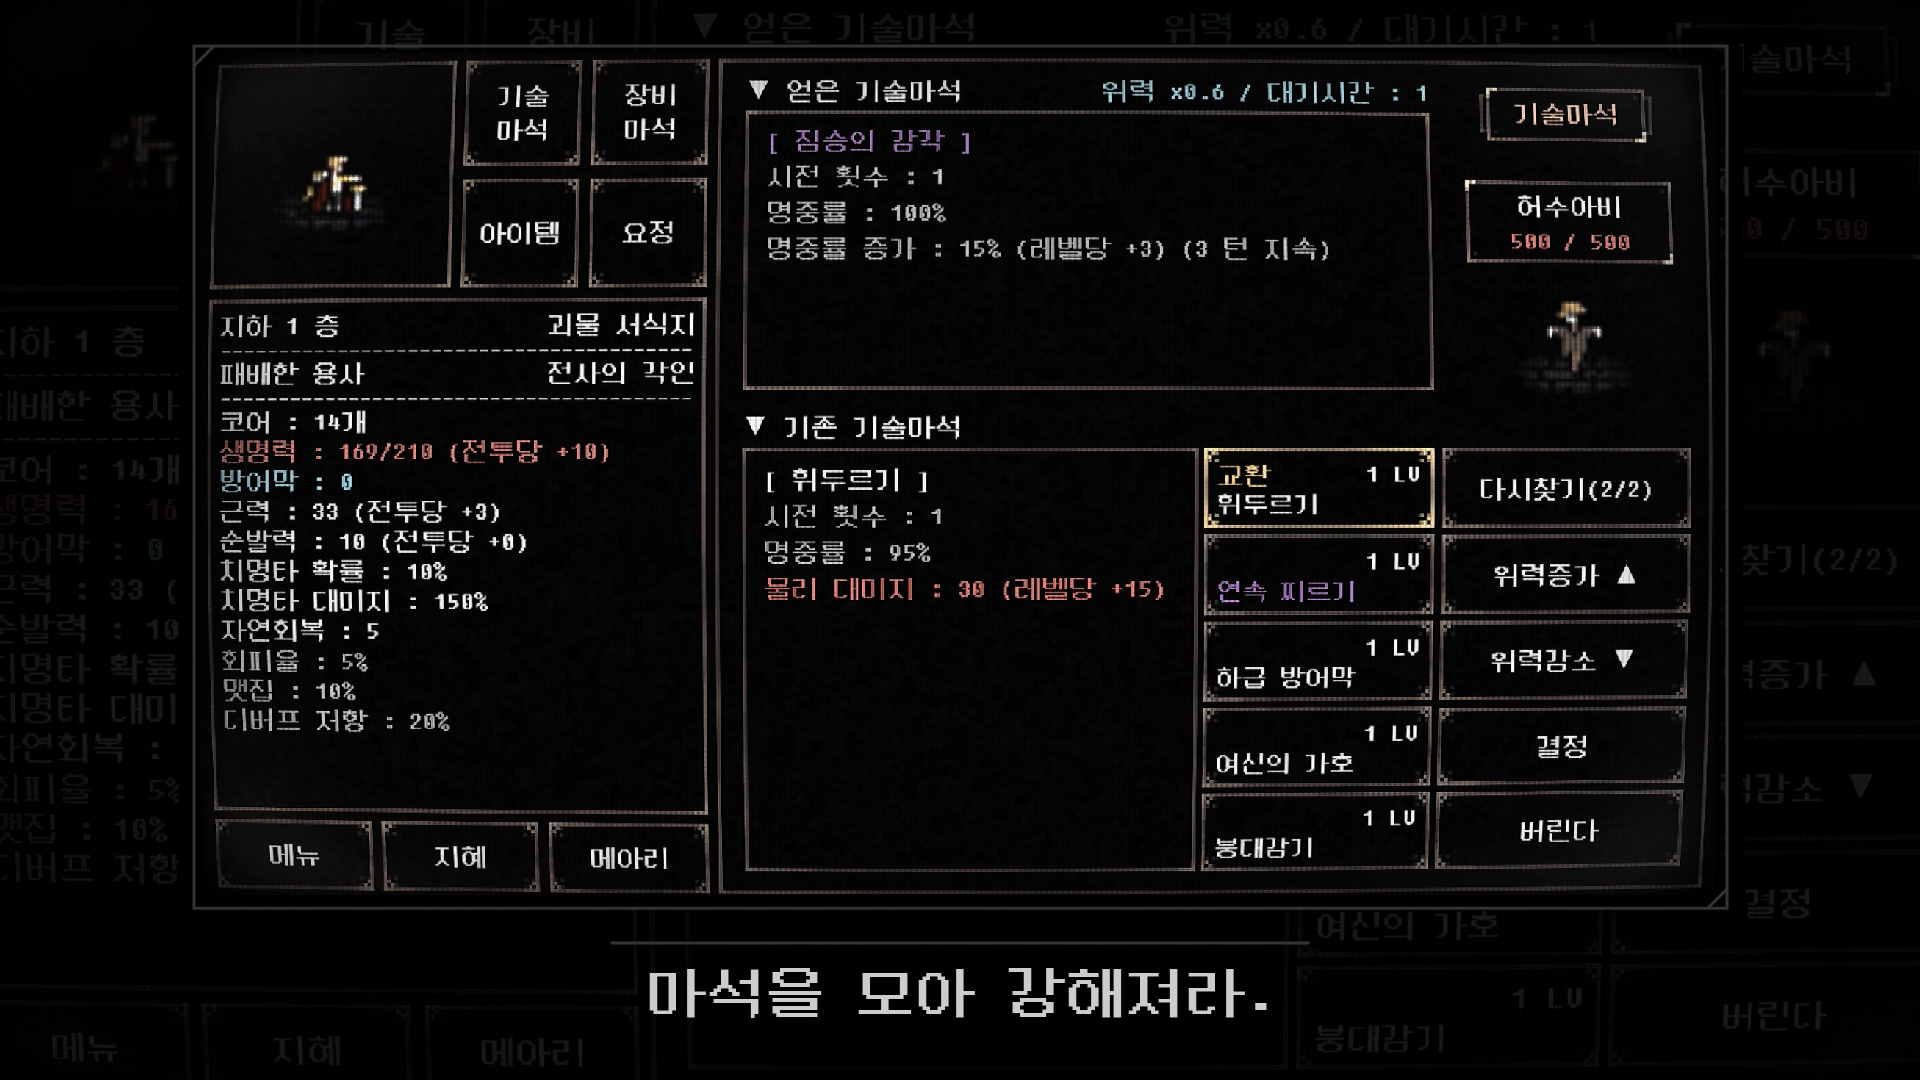 기술
마석
장비
마석
아이템
요정
지하 1 층 괴물 서식지
패배한 용사 전사의 각인
코어 : 14개
생명력 : 169/210 (전투당 +10)
방어막 : 0
근력 : 33 (전투당 +3)
순발력 : 10 (전투당 +0)
치명타 확률 : 10%
치명타 대미지 : 150%
자연회복 : 5
회피율 : 5%
맷집 : 10%
디버프 저항 : 20%
메뉴
지혜
메아리
▼ 얻은 기술마석 위력 x0.6 / 대기시간 : 1
[ 짐승의 감각 ]
시전 횟수 : 1
명중률 : 100%
명중률 증가 : 15% (레벨당 +3) (3 턴 지속)
기술마석
허수아비
500 / 500
▼ 기존 기술마석
[ 휘두르기 ]
시전 횟수 : 1
명중률 : 95%
물리 대미지 : 30 (레벨당 +15)
교환 1 LV
휘두르기
1 LV
연속 찌르기
1 LV
하급 방어막
1 LV
여신의 가호
1 LV
붕대감기
다시찾기(2/2)
위력증가 ▲
위력감소 ▼
결정
버린다
마석을 모아 강해져라.